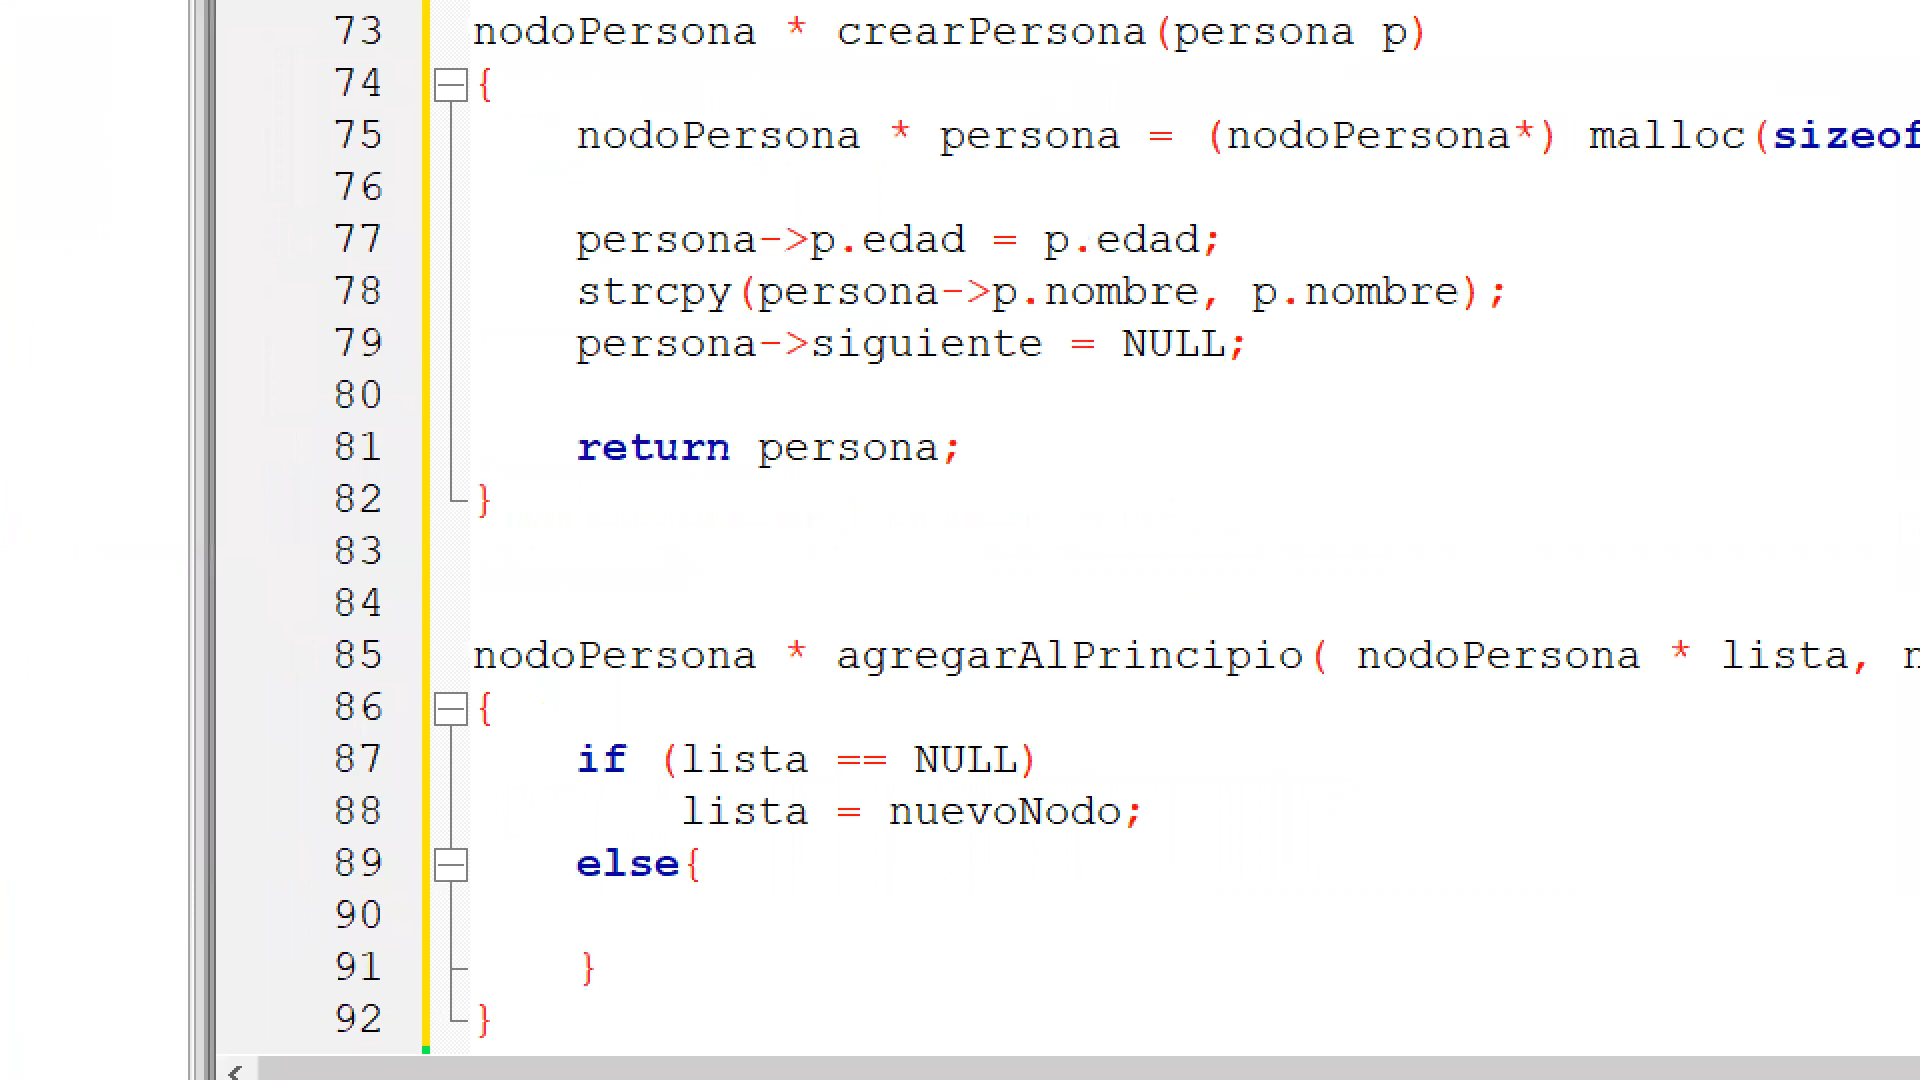 73 nodoPersona * crearPersona(persona p)
74 {
75 nodoPersona * persona = (nodoPersona*) malloc(sizeof
76
77 persona->p.edad = p.edad;
78 strcpy(persona->p.nombre, p.nombre);
79 persona->siguiente = NULL;
80
81 return persona;
82 }
83
84
85 nodoPersona * agregarAlPrincipio( nodoPersona * lista, n
86 {
87 if (lista == NULL)
88 lista = nuevoNodo;
89 else{
90
91 }
92 }